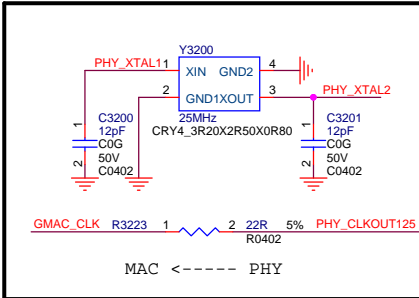 Y3200
PHY_XTAL1 1 XIN GND2 4
PHY_XTAL2
2 GND1XOUT 3
C3200 25MHz C3201
1 12pF CRY4_3R20X2R50X0R80 1 12pF
C0G C0G
2 50V 2 50V
C0402 C0402
GMAC_CLK R3223 1 2 22R 5% PHY_CLKOUT125
R0402
MAC <----- PHY